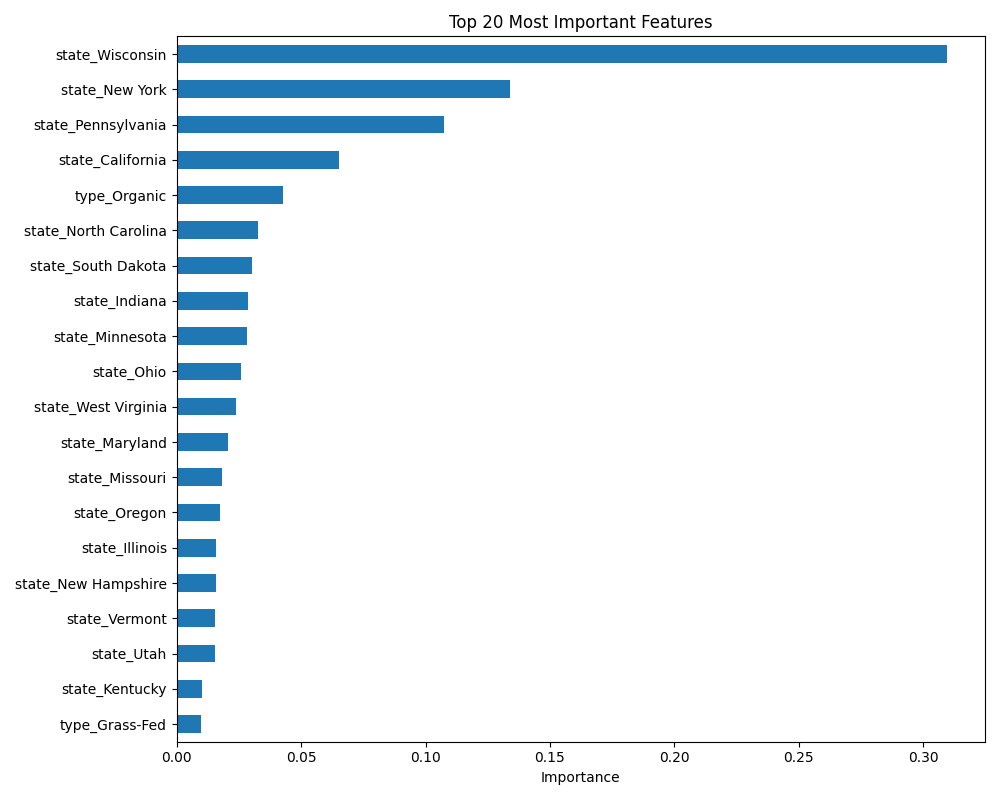 Top 20 Most Important Features
state_Wisconsin
state_New York
state_Pennsylvania
state_California
type_Organic
state_North Carolina
state_South Dakota
state_Indiana
state_Minnesota
state_Ohio
state_West Virginia
state_Maryland
state_Missouri
state_Oregon
state_Illinois
state_New Hampshire
state_Vermont
state_Utah
state_Kentucky
type_Grass-Fed
0.00 0.05 0.10 0.15 0.20 0.25 0.30
Importance